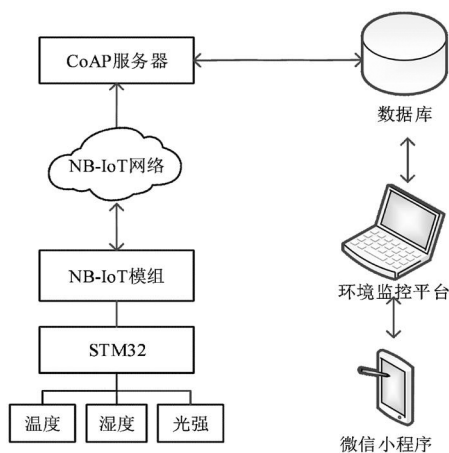 CoAP服务器
数据库
NB-IoT网络
NB-IoT模组
环境监控平台
STM32
温度
湿度
光强
微信小程序